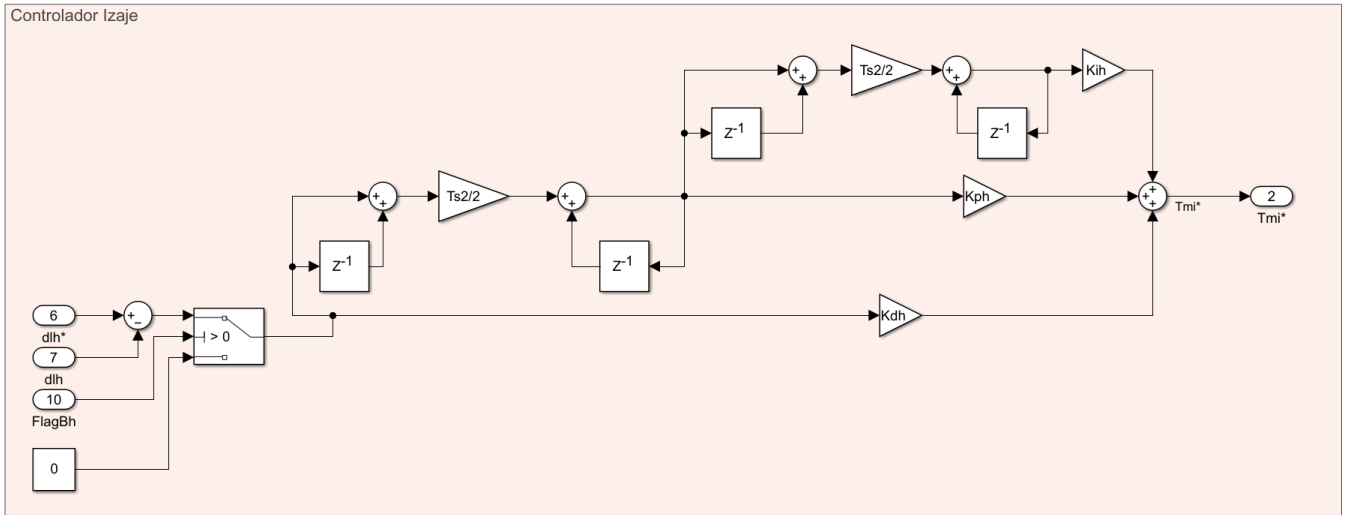 Controlador Izaje
+ +
Ts2/2
+ +
Kih
Z-1
Z-1
+ +
Ts2/2
+ +
Kph
+ + +
Tmi*
2
Tmi*
Z-1
Z-1
6
dlh*
+ −
> 0
Kdh
7
dlh
10
FlagBh
0